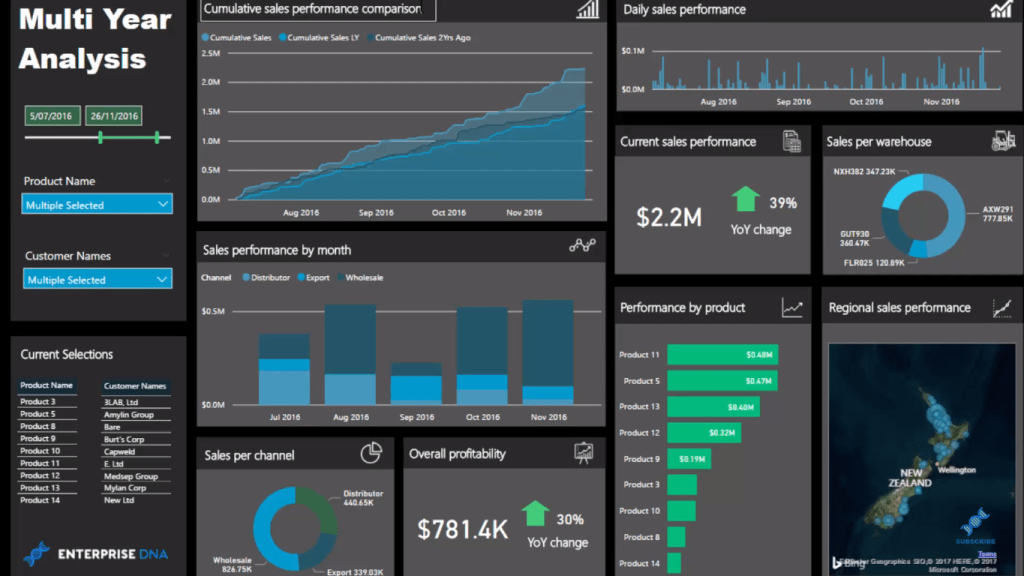 Multi Year
Analysis
5/07/2016
26/11/2016
Product Name
Multiple Selected
Customer Names
Multiple Selected
Current Selections
Product Name
Customer Names
Product 3
3LAB, Ltd
Product 5
Amylin Group
Product 8
Bare
Product 9
Burt's Corp
Product 10
Capweld
Product 11
E. Ltd
Product 12
Medsep Group
Product 13
Mylan Corp
Product 14
New Ltd
ENTERPRISE DNA
Cumulative sales performance comparison
Cumulative Sales
Cumulative Sales LY
Cumulative Sales 2Yrs Ago
2.5M
2.0M
1.5M
1.0M
0.5M
0.0M
Aug 2016
Sep 2016
Oct 2016
Nov 2016
Sales performance by month
Channel
Distributor
Export
Wholesale
$0.5M
$0.0M
Jul 2016
Aug 2016
Sep 2016
Oct 2016
Nov 2016
Sales per channel
Distributor
440.65K
Wholesale
826.75K
Export 339.03K
Overall profitability
$781.4K
30%
YoY change
Daily sales performance
$0.1M
$0.0M
Aug 2016
Sep 2016
Oct 2016
Nov 2016
Current sales performance
$2.2M
39%
YoY change
Sales per warehouse
NXH382 347.23K
AXW291
777.85K
GUT930
360.47K
FLR025 120.89K
Performance by product
Product 11
$0.48M
Product 5
$0.47M
Product 13
$0.40M
Product 12
$0.32M
Product 9
$0.19M
Product 3
Product 10
Product 8
Product 14
Regional sales performance
NEW
ZEALAND
Wellington
SUBSCRIBE
Terms
Bing
Geographics SIO, © 2017 HERE, © 2017
Microsoft Corporation